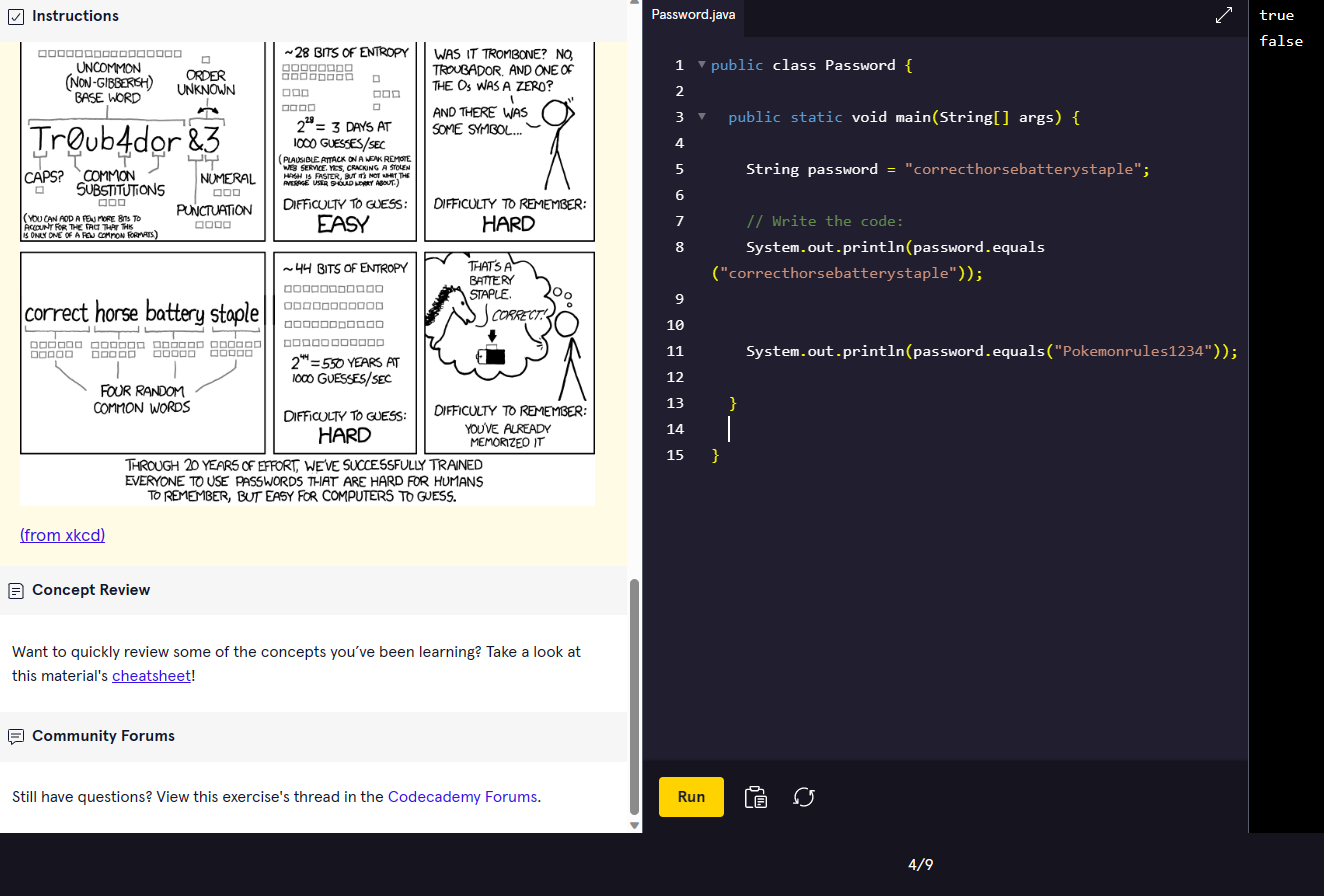 Instructions
UNCOMMON
(NON-GIBBERISH)
BASE WORD
ORDER
UNKNOWN
Tr0ub4dor &3
CAPS?
COMMON
SUBSTITUTIONS
NUMERAL
PUNCTUATION
(YOU CAN ADD A FEW MORE BITS TO
ACCOUNT FOR THE FACT THAT THIS
IS ONLY ONE OF A FEW COMMON FORMATS.)
~28 BITS OF ENTROPY
2²⁸ = 3 DAYS AT
1000 GUESSES/SEC
(PLAUSIBLE ATTACK ON A WEAK REMOTE
WEB SERVICE. YES, CRACKING A STOLEN
HASH IS FASTER, BUT IT'S NOT WHAT THE
AVERAGE USER SHOULD WORRY ABOUT.)
DIFFICULTY TO GUESS:
EASY
WAS IT TROMBONE? NO,
TROUBADOR. AND ONE OF
THE Os WAS A ZERO?
AND THERE WAS
SOME SYMBOL...
DIFFICULTY TO REMEMBER:
HARD
correct horse battery staple
FOUR RANDOM
COMMON WORDS
~44 BITS OF ENTROPY
2⁴⁴ = 550 YEARS AT
1000 GUESSES/SEC
DIFFICULTY TO GUESS:
HARD
THAT'S A
BATTERY
STAPLE.
CORRECT!
DIFFICULTY TO REMEMBER:
YOU'VE ALREADY
MEMORIZED IT
THROUGH 20 YEARS OF EFFORT, WE'VE SUCCESSFULLY TRAINED
EVERYONE TO USE PASSWORDS THAT ARE HARD FOR HUMANS
TO REMEMBER, BUT EASY FOR COMPUTERS TO GUESS.
(from xkcd)
Concept Review
Want to quickly review some of the concepts you've been learning? Take a look at
this material's cheatsheet!
Community Forums
Still have questions? View this exercise's thread in the Codecademy Forums.
Password.java
1 public class Password {
2
3 public static void main(String[] args) {
4
5 String password = "correcthorsebatterystaple";
6
7 // Write the code:
8 System.out.println(password.equals
("correcthorsebatterystaple"));
9
10
11 System.out.println(password.equals("Pokemonrules1234"));
12
13 }
14
15 }
Run
true
false
4/9